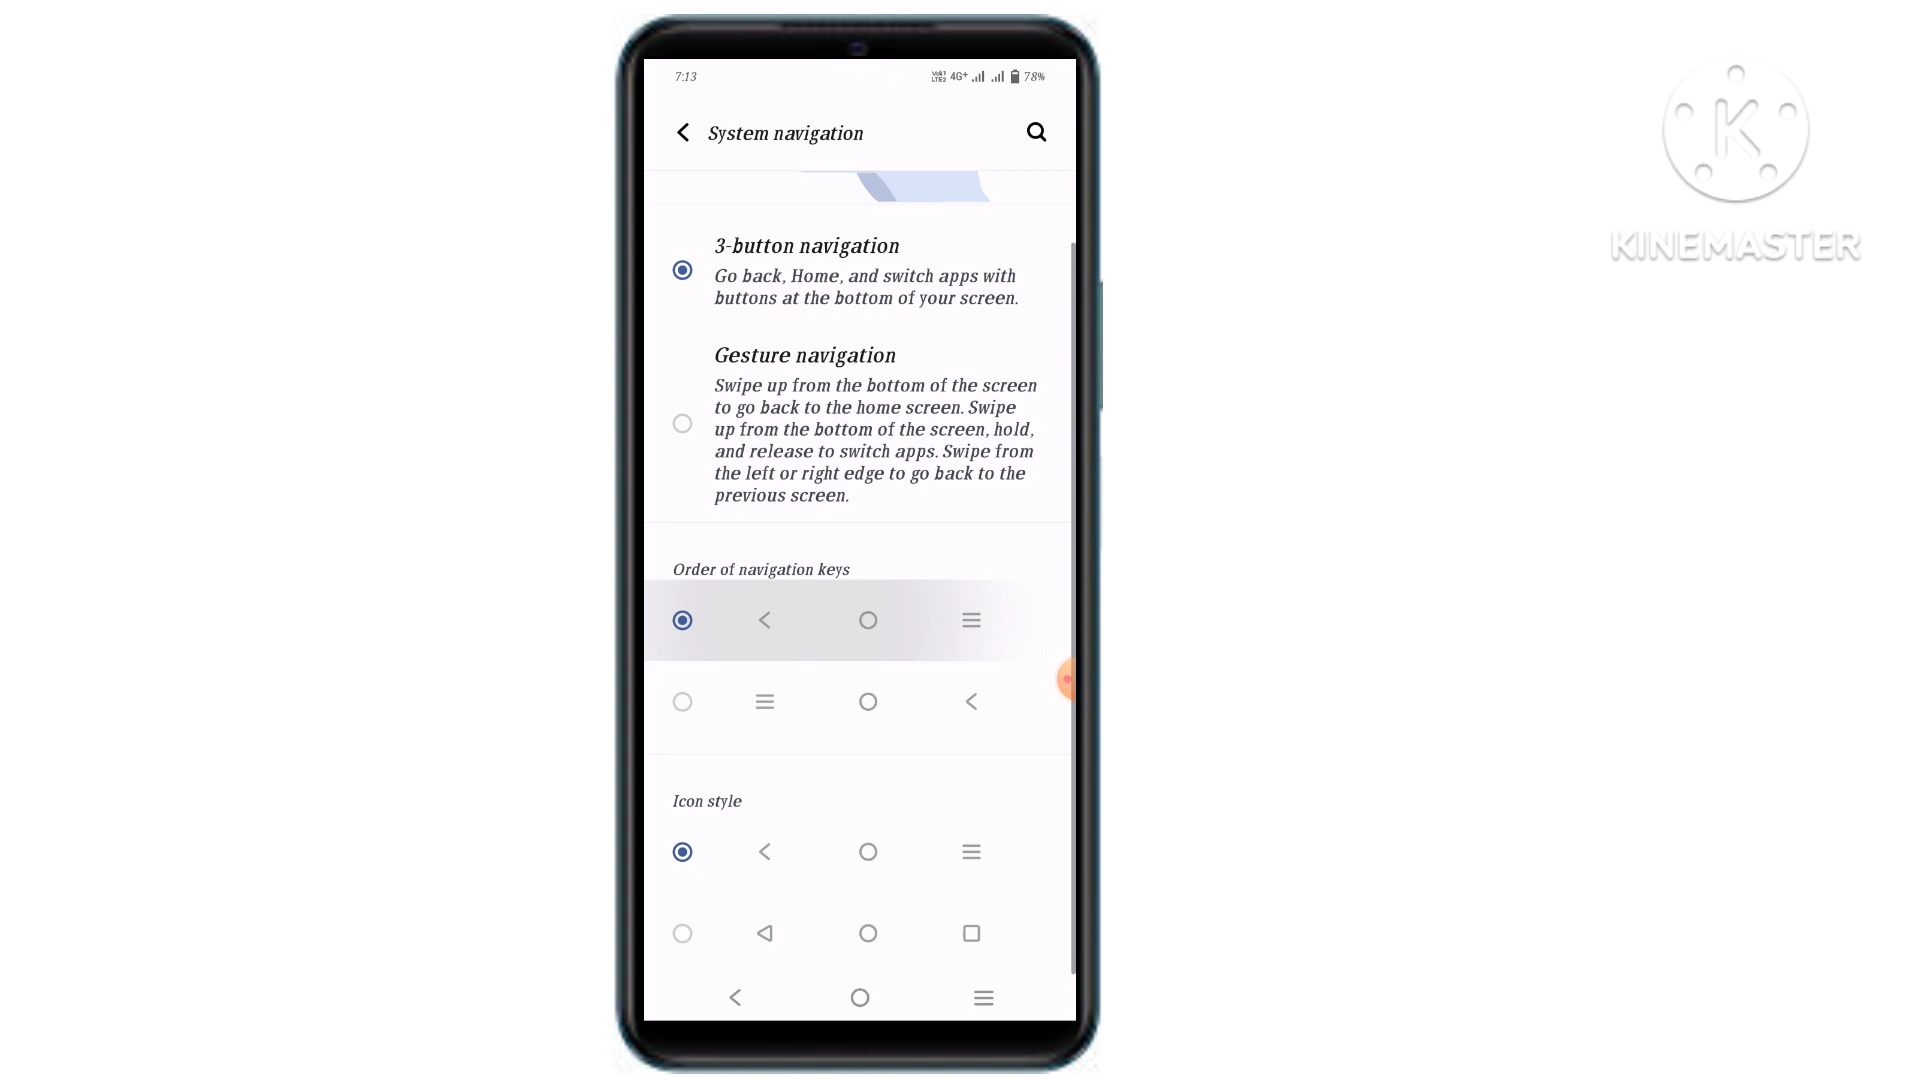 7:13
Vo5 1
LTE2
4G+
78%
System navigation
3-button navigation
Go back, Home, and switch apps with
buttons at the bottom of your screen.
Gesture navigation
Swipe up from the bottom of the screen
to go back to the home screen. Swipe
up from the bottom of the screen, hold,
and release to switch apps. Swipe from
the left or right edge to go back to the
previous screen.
Order of navigation keys
Icon style
K
KINEMASTER